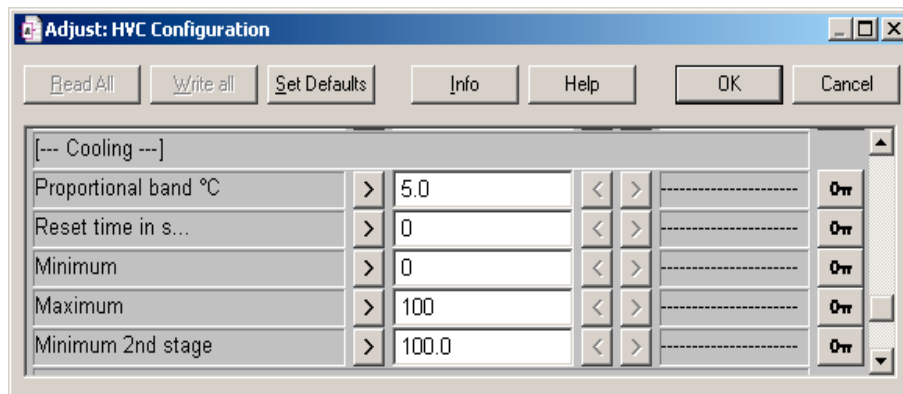 Adjust: HVC Configuration
Read All Write all Set Defaults Info Help OK Cancel
[--- Cooling ---]
Proportional band °C > 5.0 < > ----------------------
Reset time in s... > 0 < > ----------------------
Minimum > 0 < > ----------------------
Maximum > 100 < > ----------------------
Minimum 2nd stage > 100.0 < > ----------------------